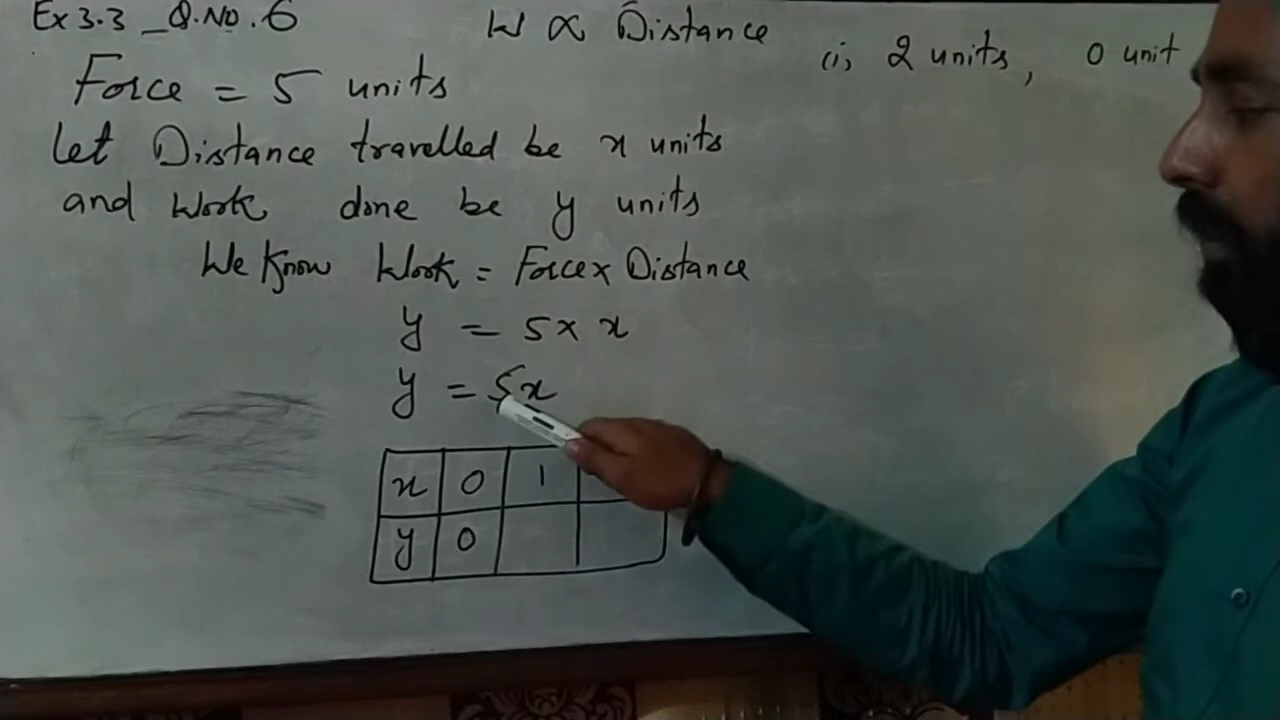 Ex 3.3 _ Q.No. 6
W ∝ Distance
(i) 2 units, 0 unit
Force = 5 units
Let Distance travelled be x units
and Work done be y units
We Know Work = Force x Distance
y = 5 x x
y = 5x
x 0 1
y 0